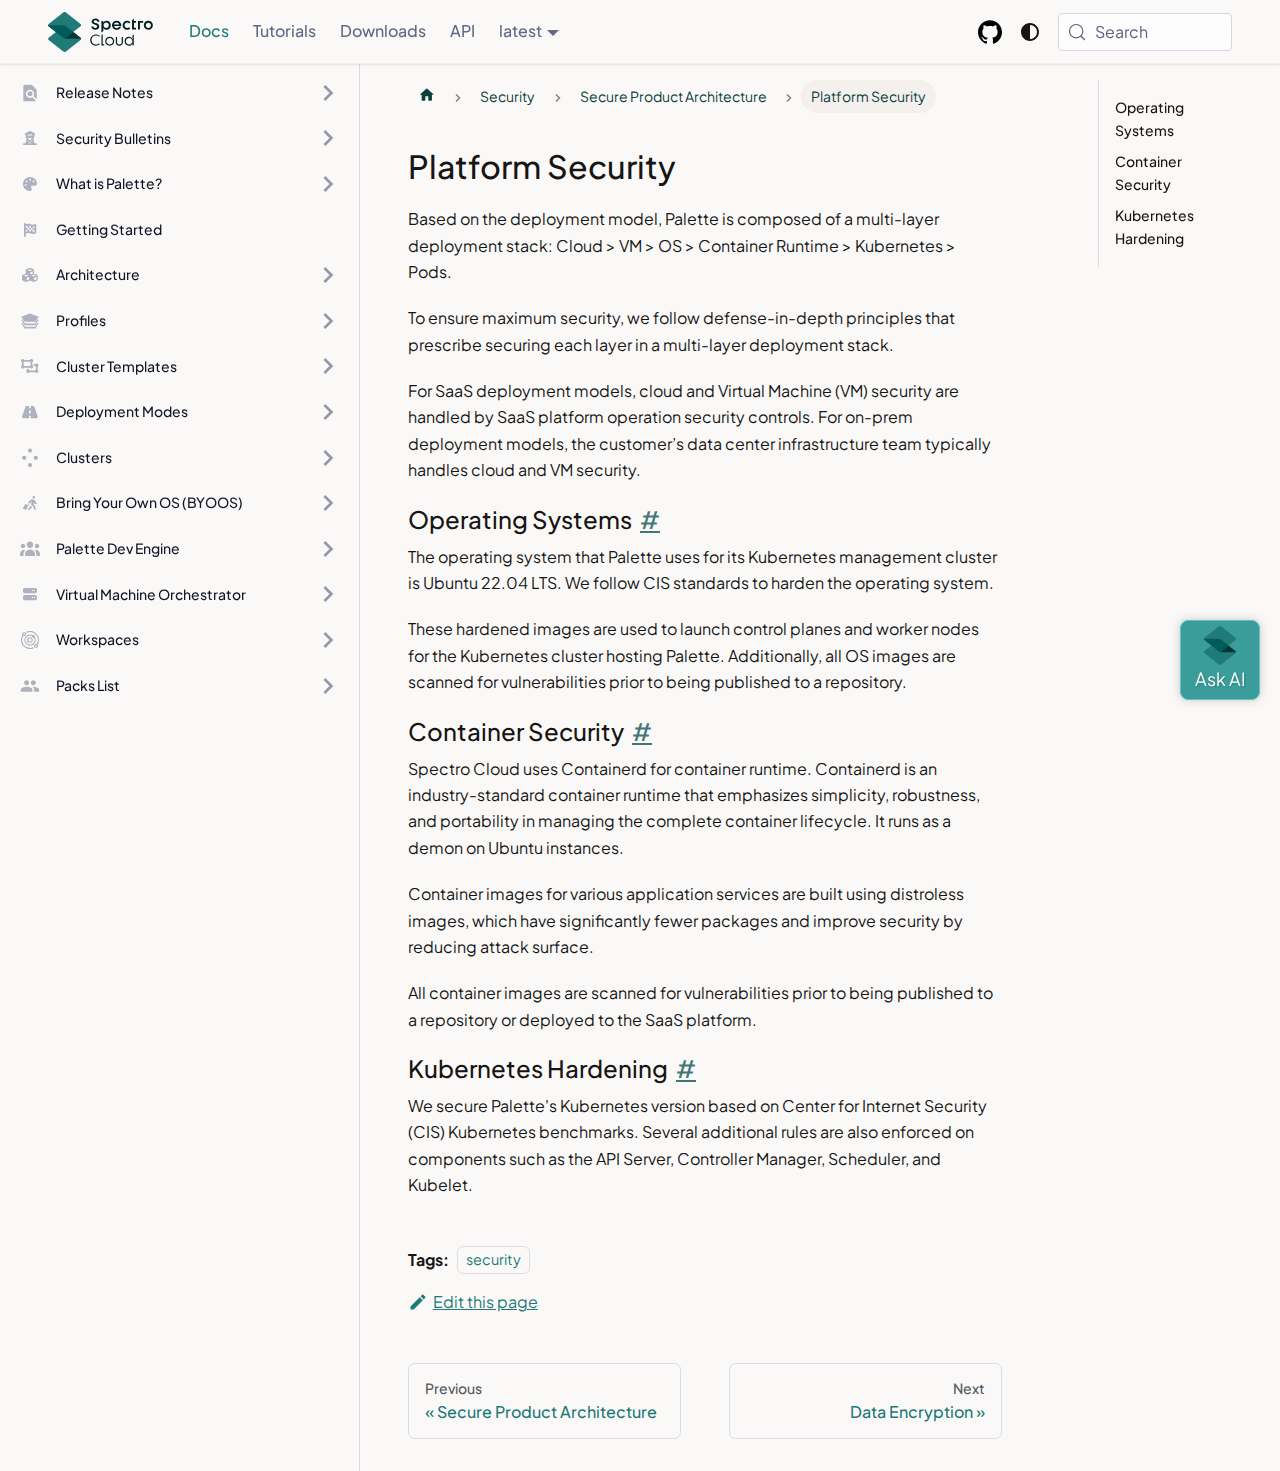 Spectro Cloud
Docs
Tutorials
Downloads
API
latest
Search
Release Notes
Security Bulletins
What is Palette?
Getting Started
Architecture
Profiles
Cluster Templates
Deployment Modes
Clusters
Bring Your Own OS (BYOOS)
Palette Dev Engine
Virtual Machine Orchestrator
Workspaces
Packs List
Security
Secure Product Architecture
Platform Security
Platform Security
Based on the deployment model, Palette is composed of a multi-layer
deployment stack: Cloud > VM > OS > Container Runtime > Kubernetes >
Pods.
To ensure maximum security, we follow defense-in-depth principles that
prescribe securing each layer in a multi-layer deployment stack.
For SaaS deployment models, cloud and Virtual Machine (VM) security are
handled by SaaS platform operation security controls. For on-prem
deployment models, the customer’s data center infrastructure team typically
handles cloud and VM security.
Operating Systems #
The operating system that Palette uses for its Kubernetes management cluster
is Ubuntu 22.04 LTS. We follow CIS standards to harden the operating system.
These hardened images are used to launch control planes and worker nodes
for the Kubernetes cluster hosting Palette. Additionally, all OS images are
scanned for vulnerabilities prior to being published to a repository.
Container Security #
Spectro Cloud uses Containerd for container runtime. Containerd is an
industry-standard container runtime that emphasizes simplicity, robustness,
and portability in managing the complete container lifecycle. It runs as a
demon on Ubuntu instances.
Container images for various application services are built using distroless
images, which have significantly fewer packages and improve security by
reducing attack surface.
All container images are scanned for vulnerabilities prior to being published to
a repository or deployed to the SaaS platform.
Kubernetes Hardening #
We secure Palette's Kubernetes version based on Center for Internet Security
(CIS) Kubernetes benchmarks. Several additional rules are also enforced on
components such as the API Server, Controller Manager, Scheduler, and
Kubelet.
Tags: security
Edit this page
Previous
« Secure Product Architecture
Next
Data Encryption »
Operating
Systems
Container
Security
Kubernetes
Hardening
Ask AI